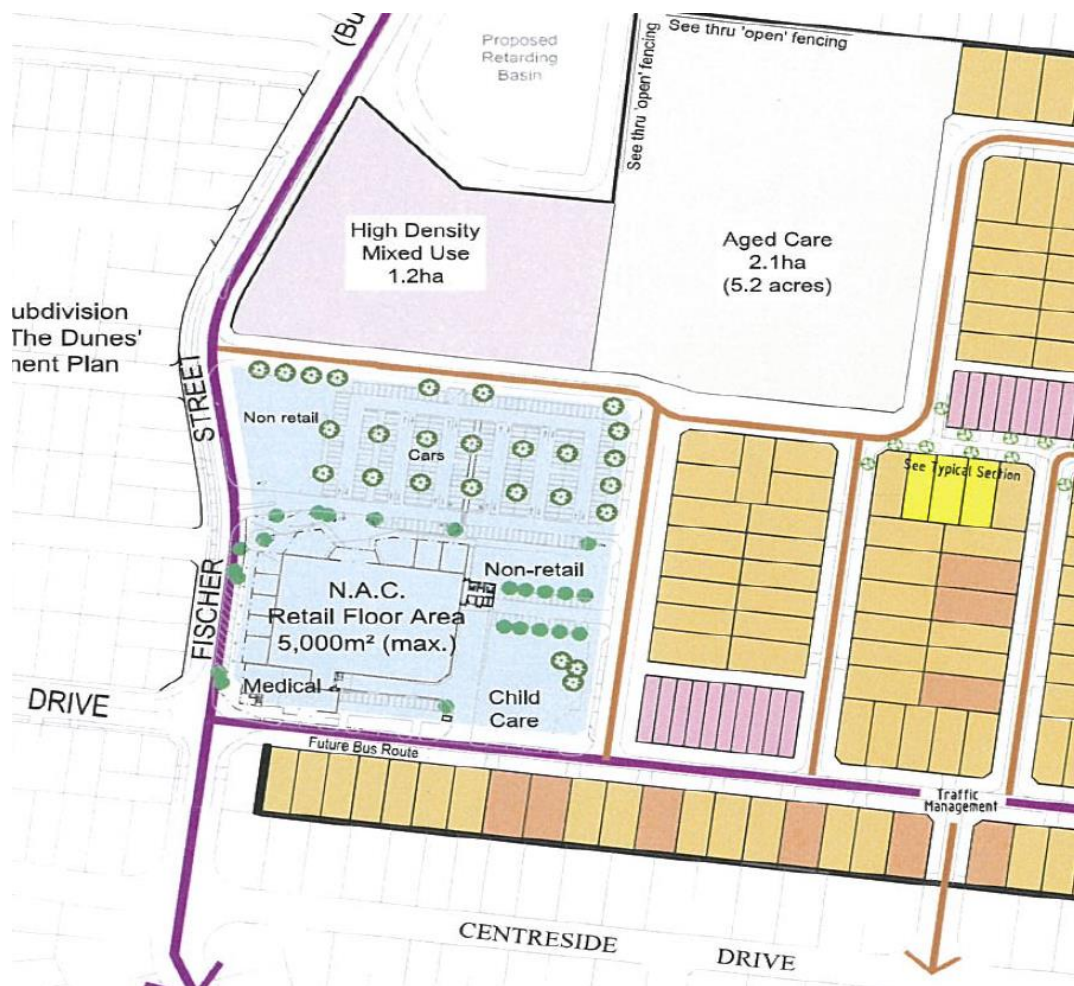 (Bu
Proposed
Retarding
Basin
See thru 'open' fencing
See thru 'open' fencing
High Density
Mixed Use
1.2ha
Aged Care
2.1ha
(5.2 acres)
ubdivision
The Dunes'
ment Plan
STREET
Non retail
Cars
See Typical Section
FISCHER
N.A.C.
Retail Floor Area
5,000m² (max.)
Non-retail
Medical
Child
Care
DRIVE
Future Bus Route
Traffic
Management
CENTRESIDE DRIVE